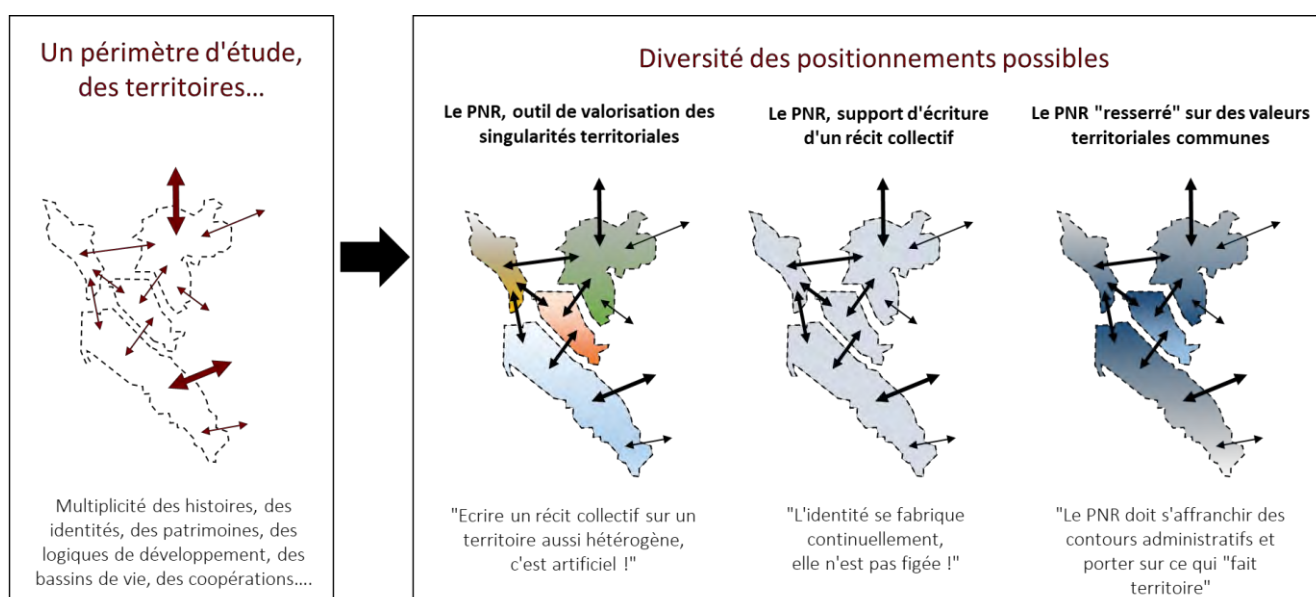 Un périmètre d'étude,
des territoires...
Multiplicité des histoires, des
identités, des patrimoines, des
logiques de développement, des
bassins de vie, des coopérations....
Diversité des positionnements possibles
Le PNR, outil de valorisation des
singularités territoriales
"Ecrire un récit collectif sur un
territoire aussi hétérogène,
c'est artificiel !"
Le PNR, support d'écriture
d'un récit collectif
"L'identité se fabrique
continuellement,
elle n'est pas figée !"
Le PNR "resserré" sur des valeurs
territoriales communes
"Le PNR doit s'affranchir des
contours administratifs et
porter sur ce qui "fait
territoire"